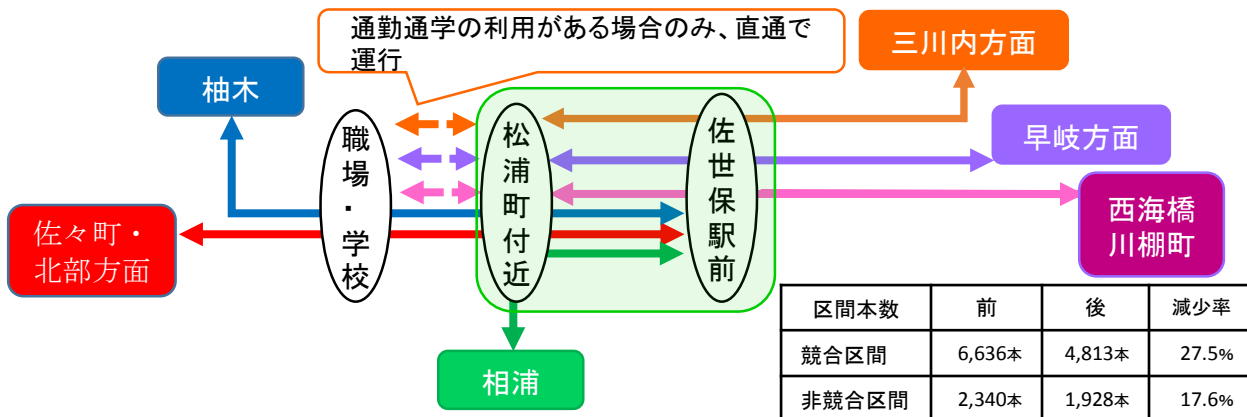 通勤通学の利用がある場合のみ、直通で
運行
三川内方面
柚木
早岐方面
職場・学校
松浦町付近
佐世保駅前
西海橋
川棚町
佐々町・
北部方面
相浦
区間本数 前 後 減少率
競合区間 6,636本 4,813本 27.5%
非競合区間 2,340本 1,928本 17.6%